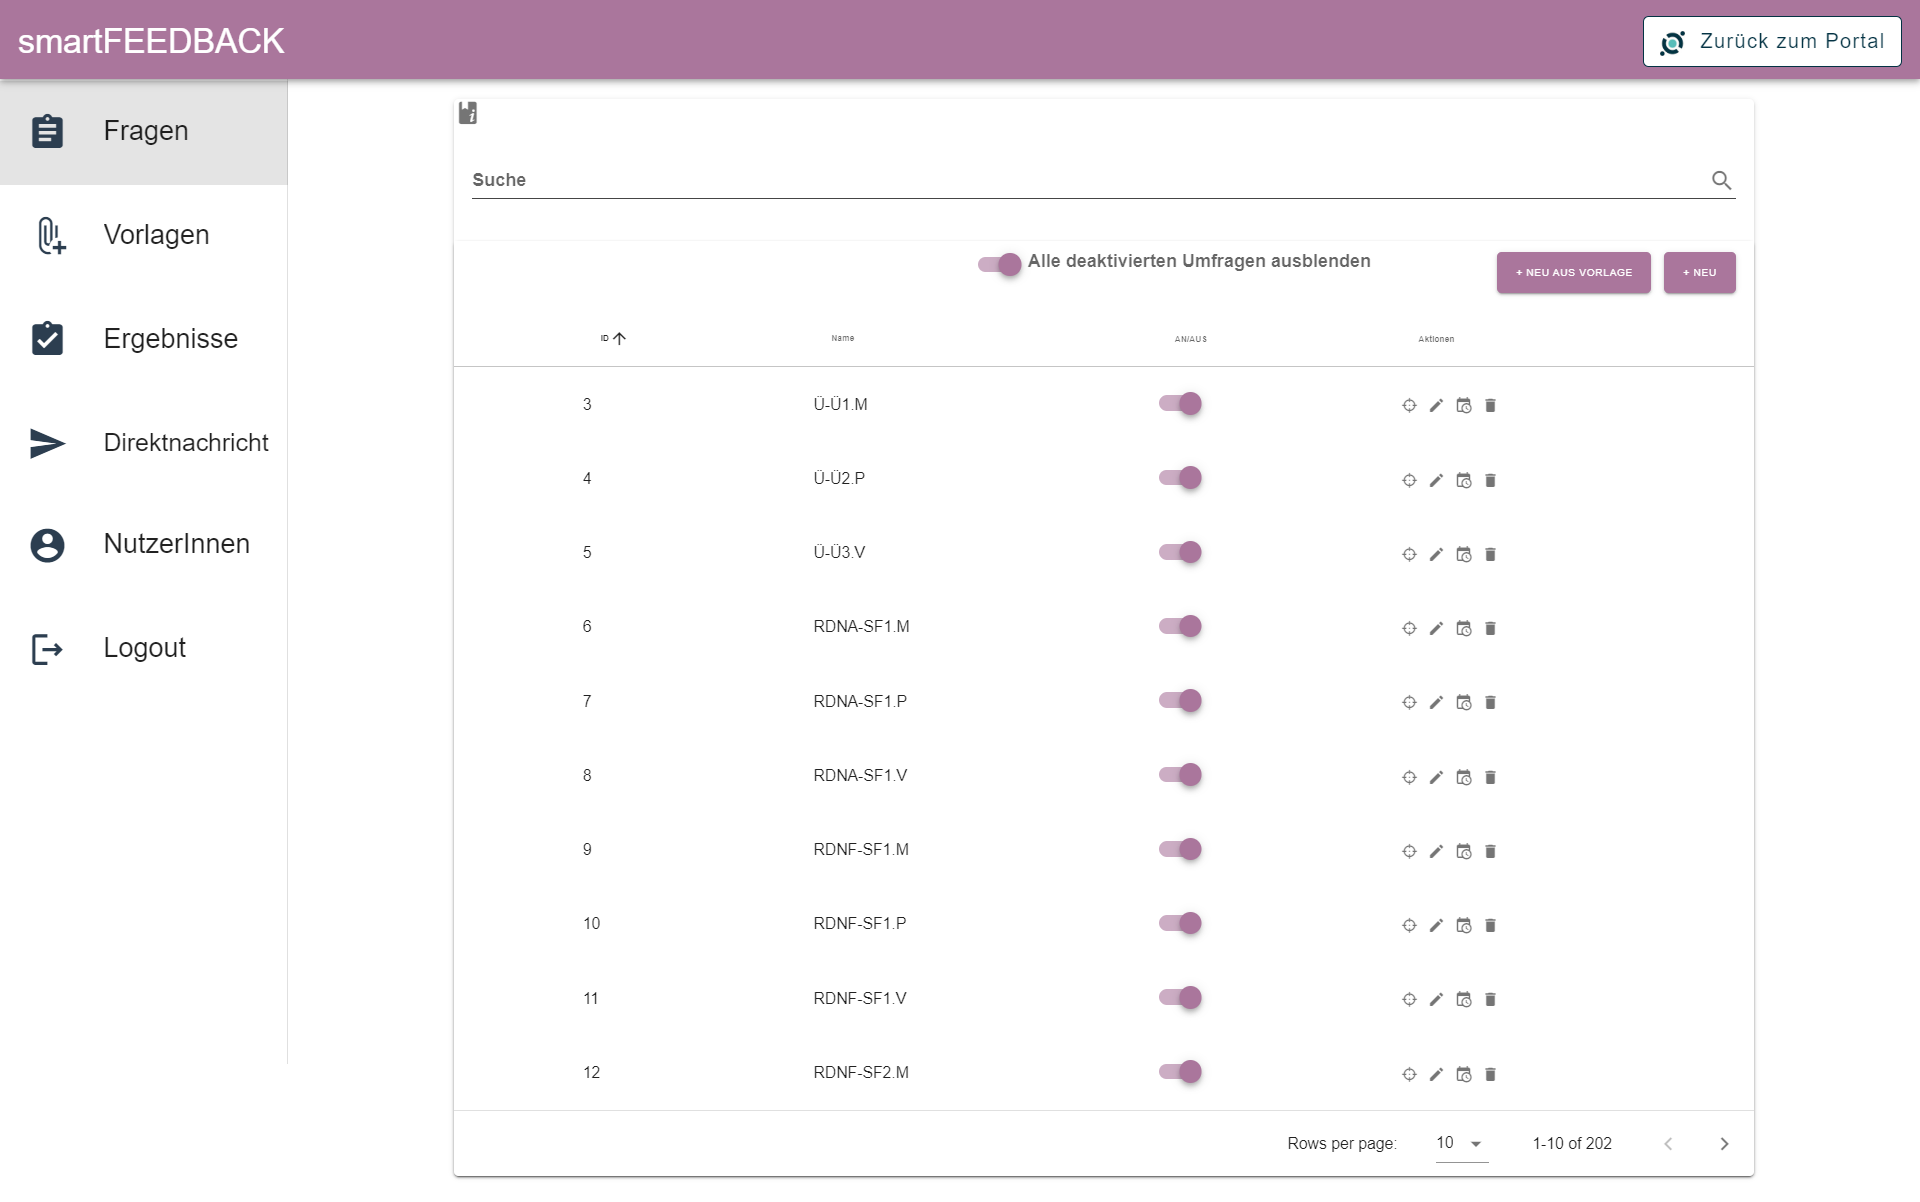 smartFEEDBACK
Zurück zum Portal
Fragen
Vorlagen
Ergebnisse
Direktnachricht
NutzerInnen
Logout
Suche
Alle deaktivierten Umfragen ausblenden
+ NEU AUS VORLAGE
+ NEU
ID Name AN/AUS Aktionen
3 Ü-Ü1.M
4 Ü-Ü2.P
5 Ü-Ü3.V
6 RDNA-SF1.M
7 RDNA-SF1.P
8 RDNA-SF1.V
9 RDNF-SF1.M
10 RDNF-SF1.P
11 RDNF-SF1.V
12 RDNF-SF2.M
Rows per page: 10 1-10 of 202